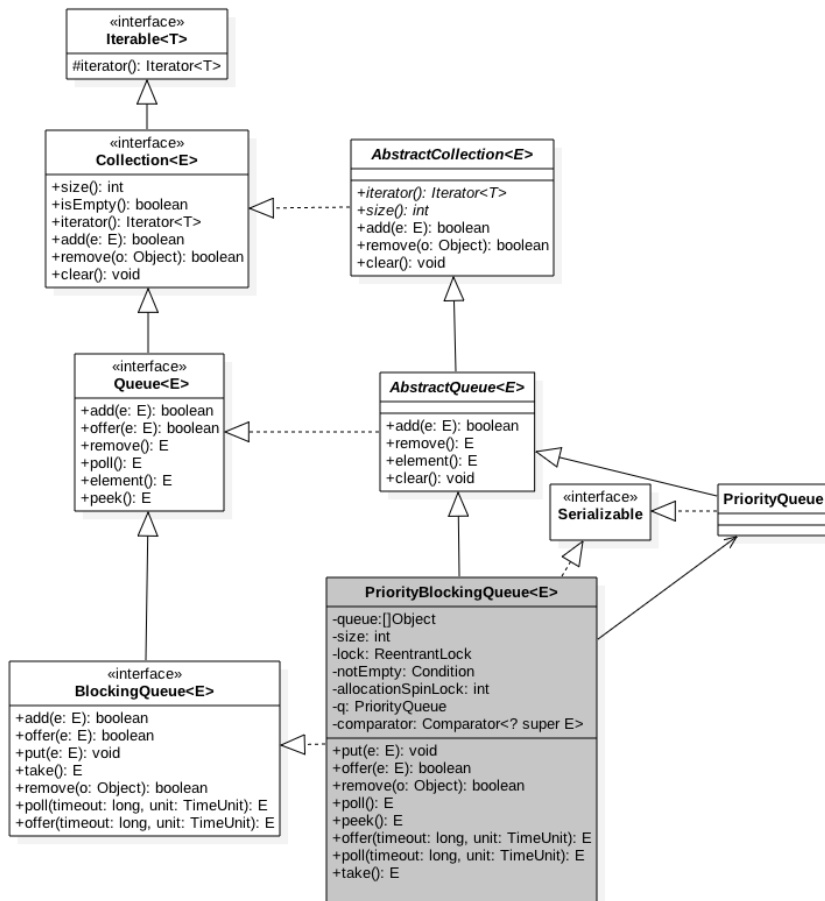 «interface»
Iterable<T>
#iterator(): Iterator<T>
«interface»
Collection<E>
+size(): int
+isEmpty(): boolean
+iterator(): Iterator<T>
+add(e: E): boolean
+remove(o: Object): boolean
+clear(): void
AbstractCollection<E>
+iterator(): Iterator<T>
+size(): int
+add(e: E): boolean
+remove(o: Object): boolean
+clear(): void
«interface»
Queue<E>
+add(e: E): boolean
+offer(e: E): boolean
+remove(): E
+poll(): E
+element(): E
+peek(): E
AbstractQueue<E>
+add(e: E): boolean
+remove(): E
+element(): E
+clear(): void
«interface»
Serializable
PriorityQueue
PriorityBlockingQueue<E>
-queue:[]Object
-size: int
-lock: ReentrantLock
-notEmpty: Condition
-allocationSpinLock: int
-q: PriorityQueue
-comparator: Comparator<? super E>
+put(e: E): void
+offer(e: E): boolean
+remove(o: Object): boolean
+poll(): E
+peek(): E
+offer(timeout: long, unit: TimeUnit): E
+poll(timeout: long, unit: TimeUnit): E
+take(): E
«interface»
BlockingQueue<E>
+add(e: E): boolean
+offer(e: E): boolean
+put(e: E): void
+take(): E
+remove(o: Object): boolean
+poll(timeout: long, unit: TimeUnit): E
+offer(timeout: long, unit: TimeUnit): E